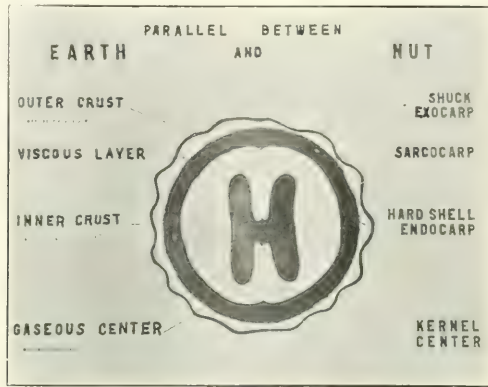 PARALLEL BETWEEN
EARTH AND NUT
OUTER CRUST SHUCK
EXOCARP
VISCOUS LAYER SARCOCARP
INNER CRUST HARD SHELL
ENDOCARP
H
GASEOUS CENTER KERNEL
CENTER